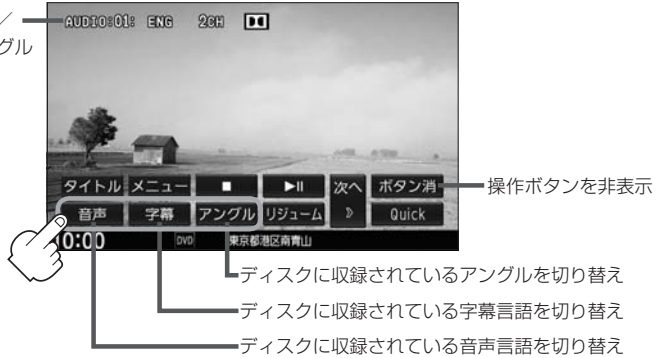 ／
グル
AUDIO:01: ENG 2CH
タイトル メニュー ■ ▶II 次へ ボタン消
音声 字幕 アングル リジューム 》 Quick
0:00 DVD 東京都港区南青山
操作ボタンを非表示
ディスクに収録されているアングルを切り替え
ディスクに収録されている字幕言語を切り替え
ディスクに収録されている音声言語を切り替え